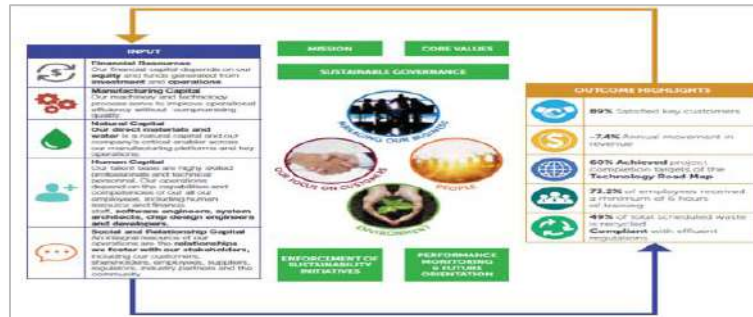 INPUT
Financial Resources
Our financial capital depends on our
equity and funds generated from
investment and operations
Manufacturing Capital
Our machinery and technology
process serve to improve operational
efficiency without compromising
quality
Natural Capital
Our direct materials and
water is a natural capital and our
company's critical enabler across
our manufacturing platforms and
key operations.
Human Capital
Our talent base are highly skilled
professionals and technical
personnel. Our operations
depend on the capabilities and
competencies of our all our
employees, including human
resource and finance
staff, software engineers, system
architects, chip design engineers
and developers.
Social and Relationship Capital
An integral resource of our
operations are the relationships
we foster with our stakeholders,
including our customers,
shareholders, employees, suppliers,
regulators, industry partners and the
community
MISSION
CORE VALUES
SUSTAINABLE GOVERNANCE
MANAGING OUR BUSINESS
OUR FOCUS ON CUSTOMERS
PEOPLE
ENVIRONMENT
ENFORCEMENT OF
SUSTAINABILITY
INITIATIVES
PERFORMANCE
MONITORING
& FUTURE
ORIENTATION
OUTCOME HIGHLIGHTS
89% Satisfied key customers
-7.4% Annual movement in
revenue
60% Achieved project
completion targets of the
Technology Road Map
73.2% of employees received
a minimum of 6 hours
of training
49% of total scheduled waste
is recycled
Compliant with effluent
regulations